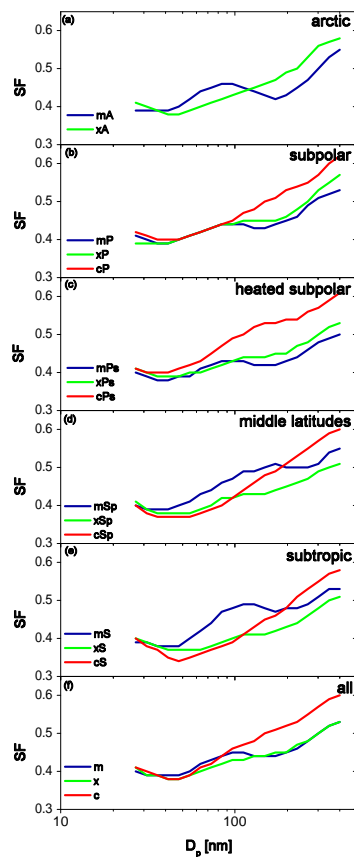 (a) arctic
0.6
0.5
SF
0.4
mA
xA
0.3
(b) subpolar
0.6
0.5
SF
0.4
mP
xP
cP
0.3
(c) heated subpolar
0.6
0.5
SF
0.4
mPs
xPs
cPs
0.3
(d) middle latitudes
0.6
0.5
SF
0.4
mSp
xSp
cSp
0.3
(e) subtropic
0.6
0.5
SF
0.4
mS
xS
cS
0.3
(f) all
0.6
0.5
SF
0.4
m
x
c
0.3
10 100
Dp [nm]